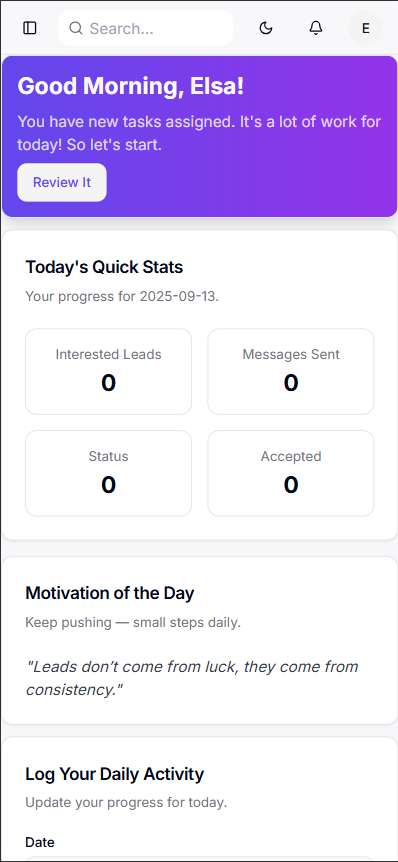 Search...
E
Good Morning, Elsa!
You have new tasks assigned. It's a lot of work for
today! So let's start.
Review It
Today's Quick Stats
Your progress for 2025-09-13.
Interested Leads
0
Messages Sent
0
Status
0
Accepted
0
Motivation of the Day
Keep pushing — small steps daily.
"Leads don’t come from luck, they come from
consistency."
Log Your Daily Activity
Update your progress for today.
Date